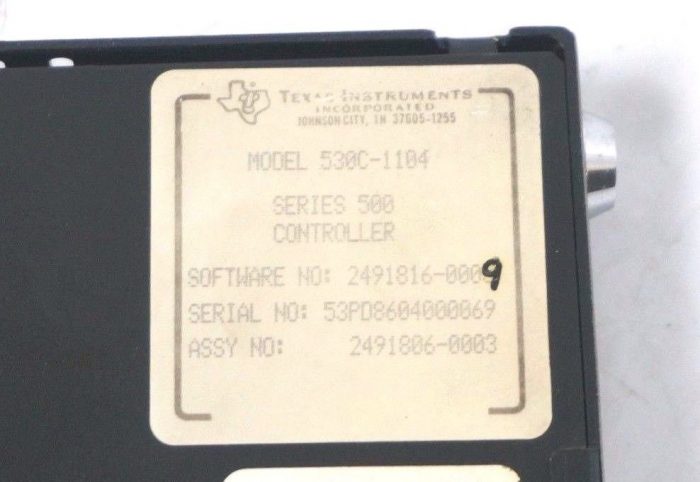 TEXAS INSTRUMENTS
INCORPORATED
JOHNSON CITY, TN 37605-1255
MODEL 530C-1104
SERIES 500
CONTROLLER
SOFTWARE NO: 2491816-0009
SERIAL NO: 53PD8604000069
ASSY NO: 2491806-0003